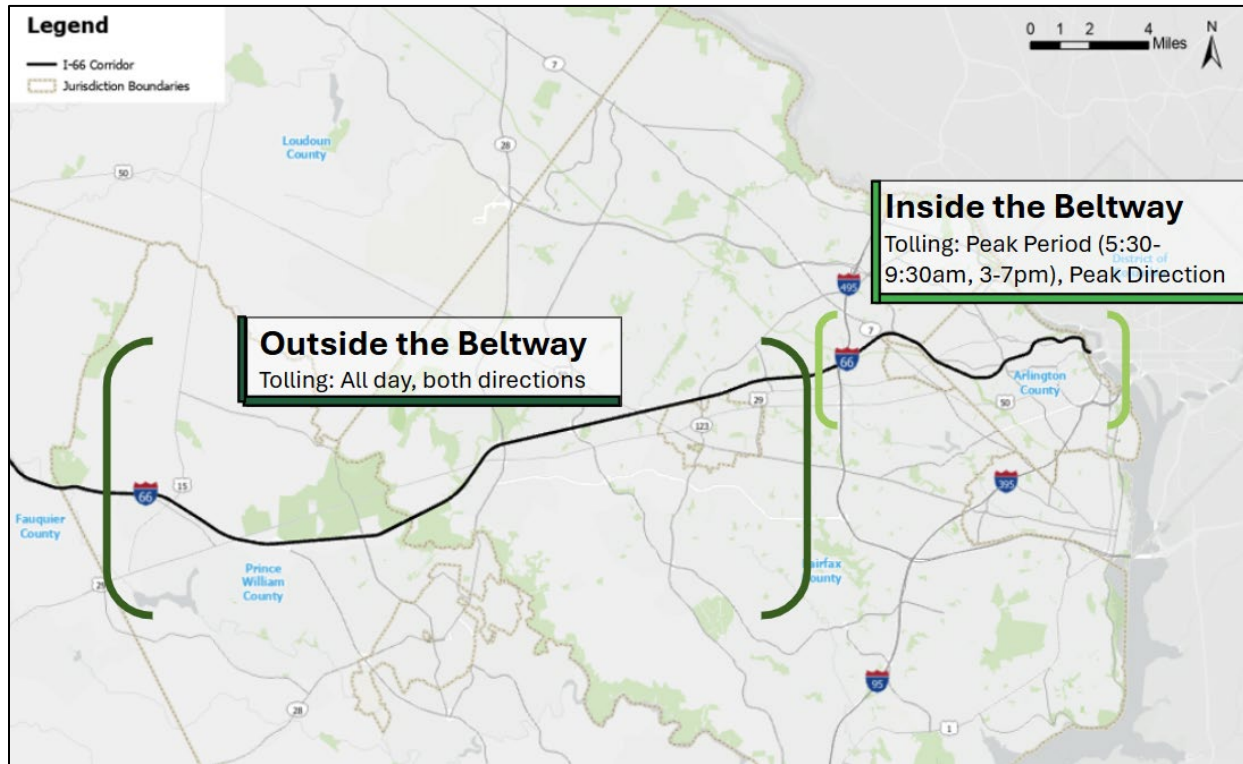 Legend
I-66 Corridor
Jurisdiction Boundaries
0 1 2 4
Miles
N
7
Loudoun
County
28
50
Inside the Beltway
Tolling: Peak Period (5:30-
9:30am, 3-7pm), Peak Direction
District of
495
7
Outside the Beltway
Tolling: All day, both directions
66
Arlington
County
50
29
123
395
15
66
Fauquier
County
29
Prince
William
County
Fairfax
County
95
28
1